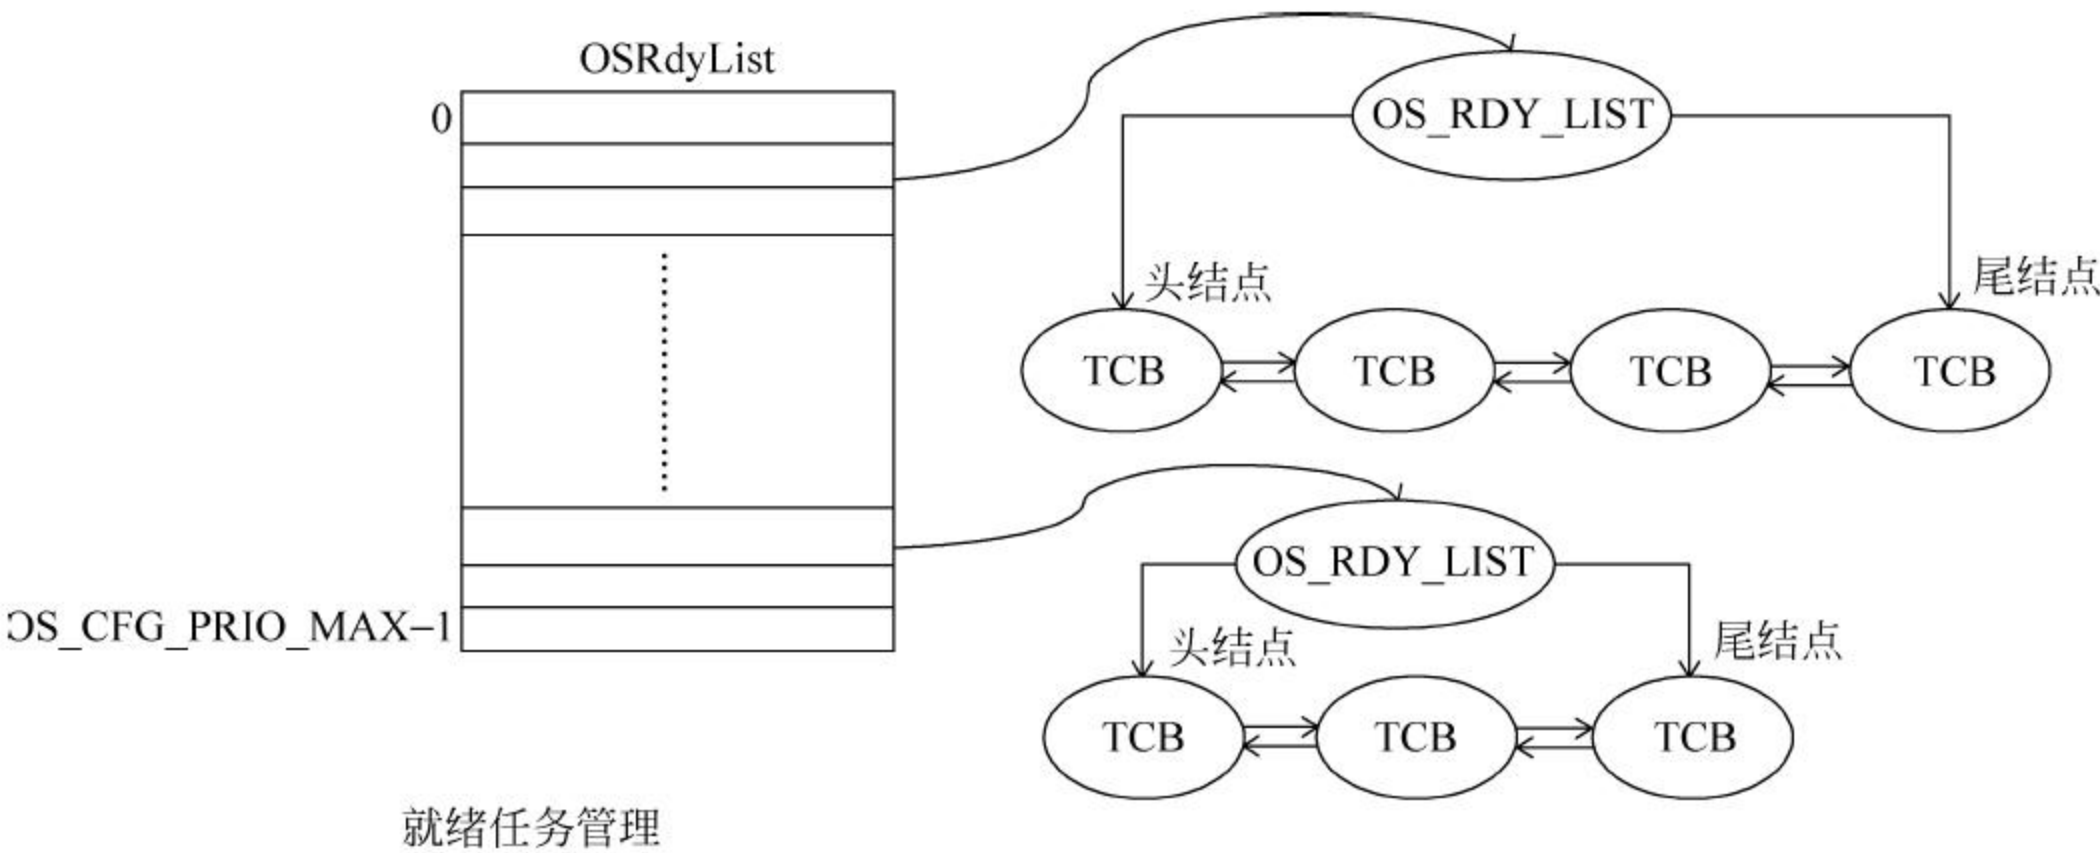 OSRdyList
0
OS_RDY_LIST
头结点
尾结点
TCB
TCB
TCB
TCB
OS_RDY_LIST
OS_CFG_PRIO_MAX–1
头结点
尾结点
TCB
TCB
TCB
就绪任务管理